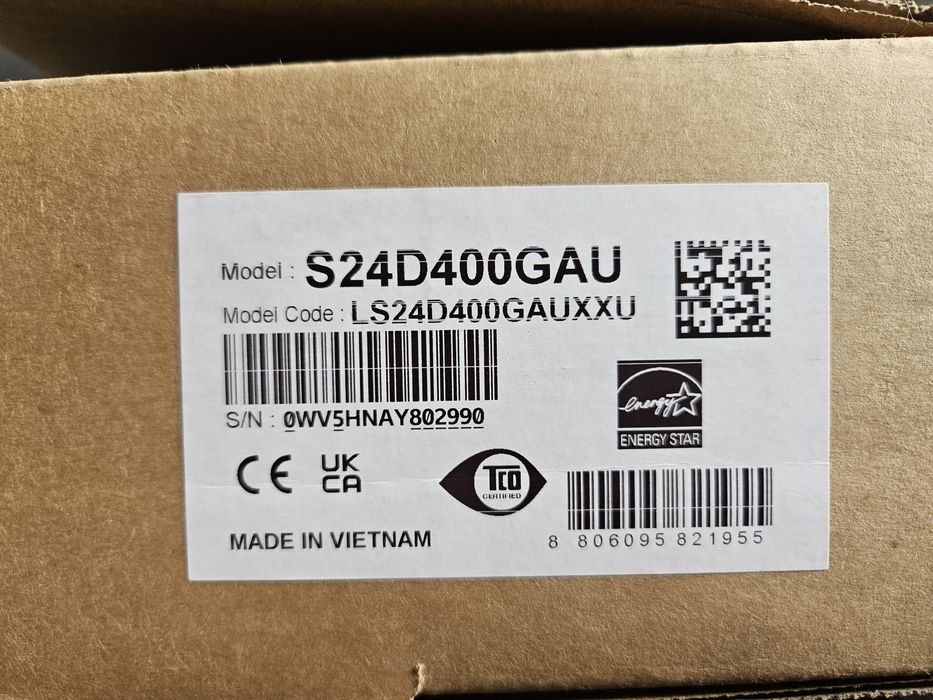 Model : S24D400GAU
Model Code : LS24D400GAUXXU
S/N : 0WV5HNAY802990
energy
ENERGY STAR
CE
UK
CA
TCO
CERTIFIED
MADE IN VIETNAM
8 806095 821955